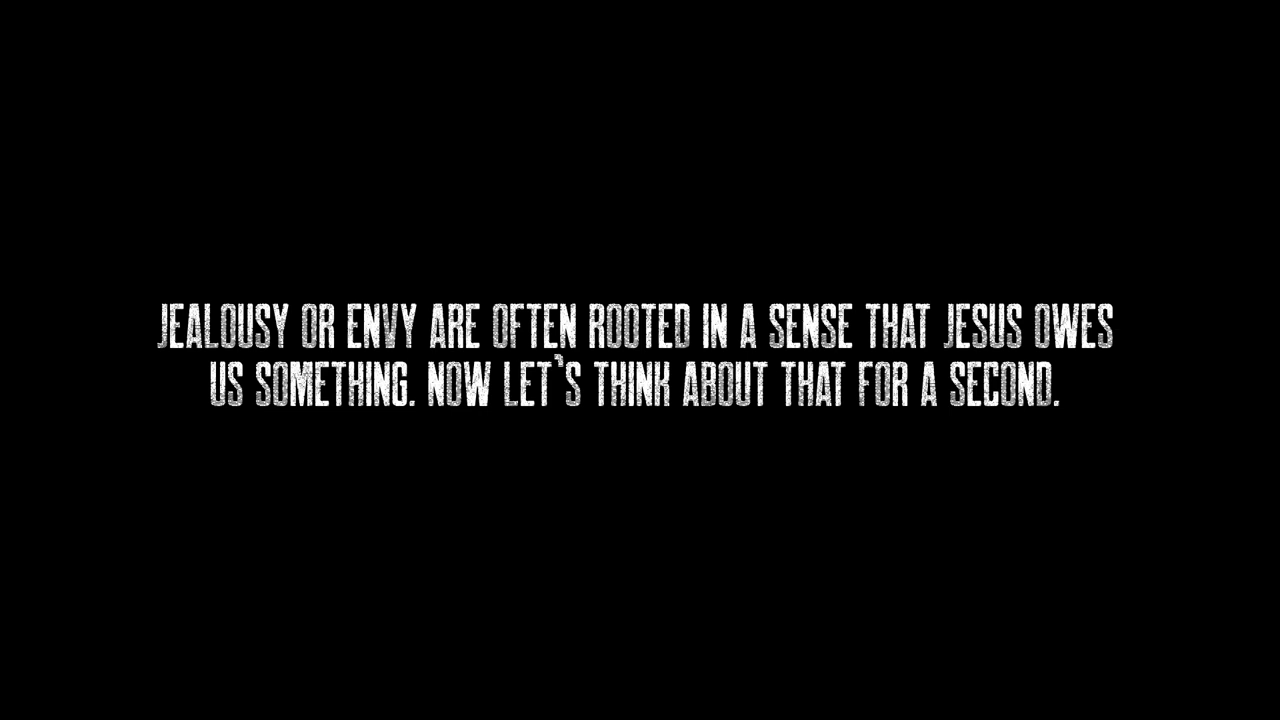 JEALOUSY OR ENVY ARE OFTEN ROOTED IN A SENSE THAT JESUS OWES
US SOMETHING. NOW LET'S THINK ABOUT THAT FOR A SECOND.